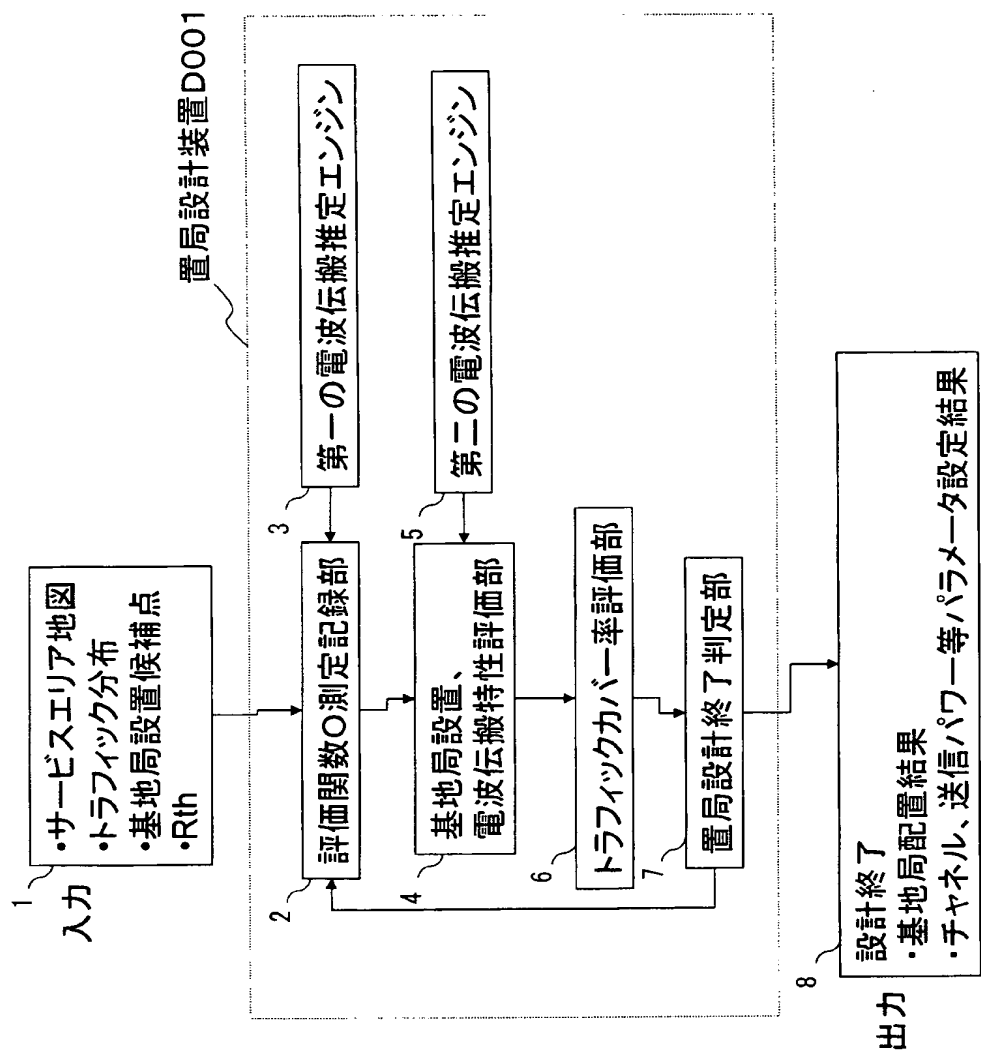 置局設計装置D001
1
入力
・サービスエリア地図
・トラフィック分布
・基地局設置候補点
・Rth
2
評価関数O測定記録部
3
第一の電波伝搬推定エンジン
4
基地局設置、
電波伝搬特性評価部
5
第二の電波伝搬推定エンジン
6
トラフィックカバー率評価部
7
置局設計終了判定部
8
出力
設計終了
・基地局配置結果
・チャネル、送信パワー等パラメータ設定結果